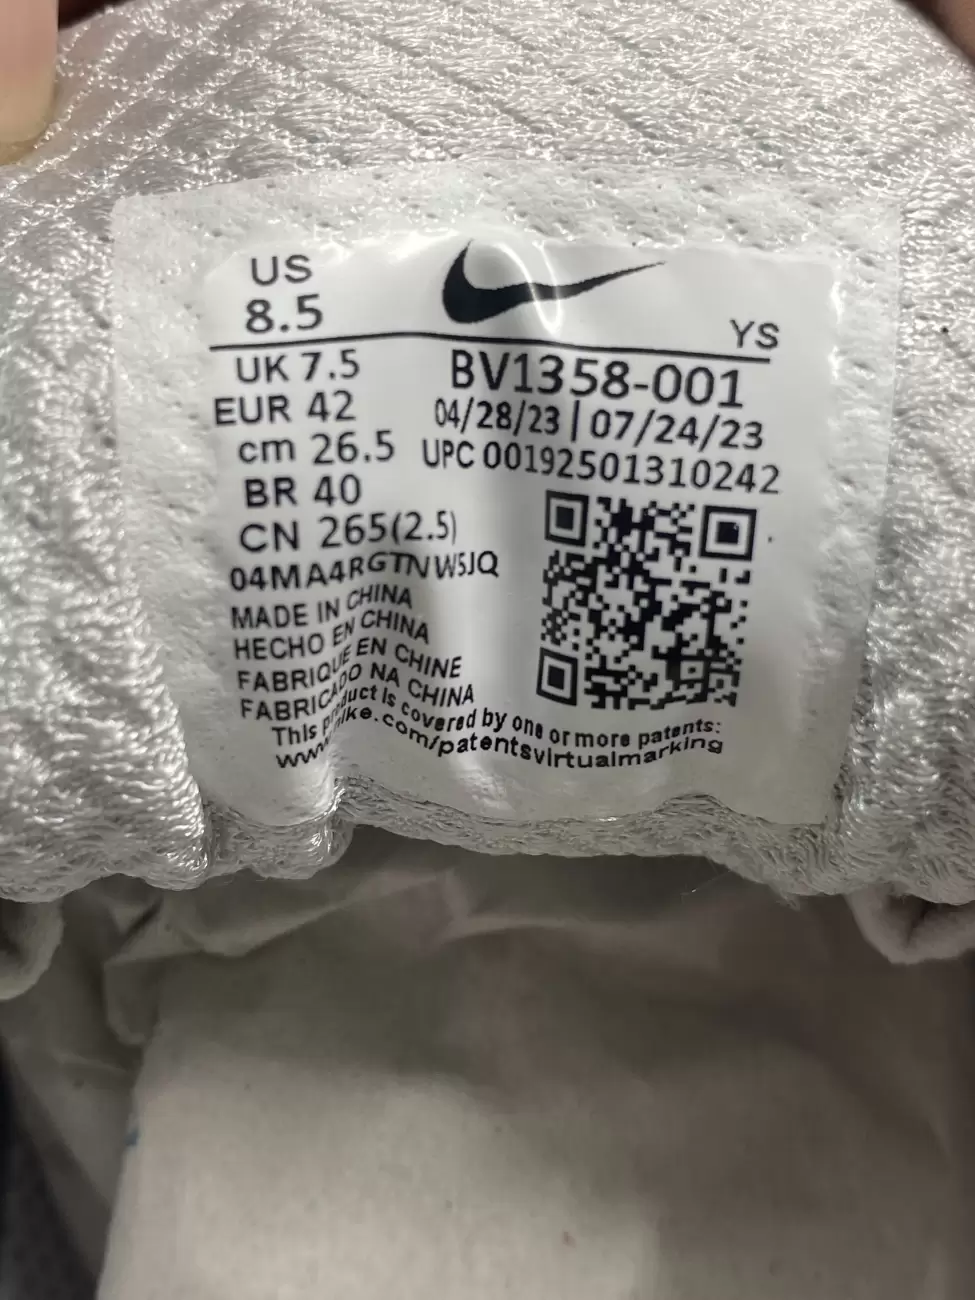 US
8.5
YS
UK 7.5
EUR 42
cm 26.5
BR 40
CN 265(2.5)
BV1358-001
04/28/23 | 07/24/23
UPC 00192501310242
04MA4RGTNW5JQ
MADE IN CHINA
HECHO EN CHINA
FABRIQUE EN CHINE
FABRICADO NA CHINA
This product is covered by one or more patents:
www.nike.com/patentsvirtualmarking